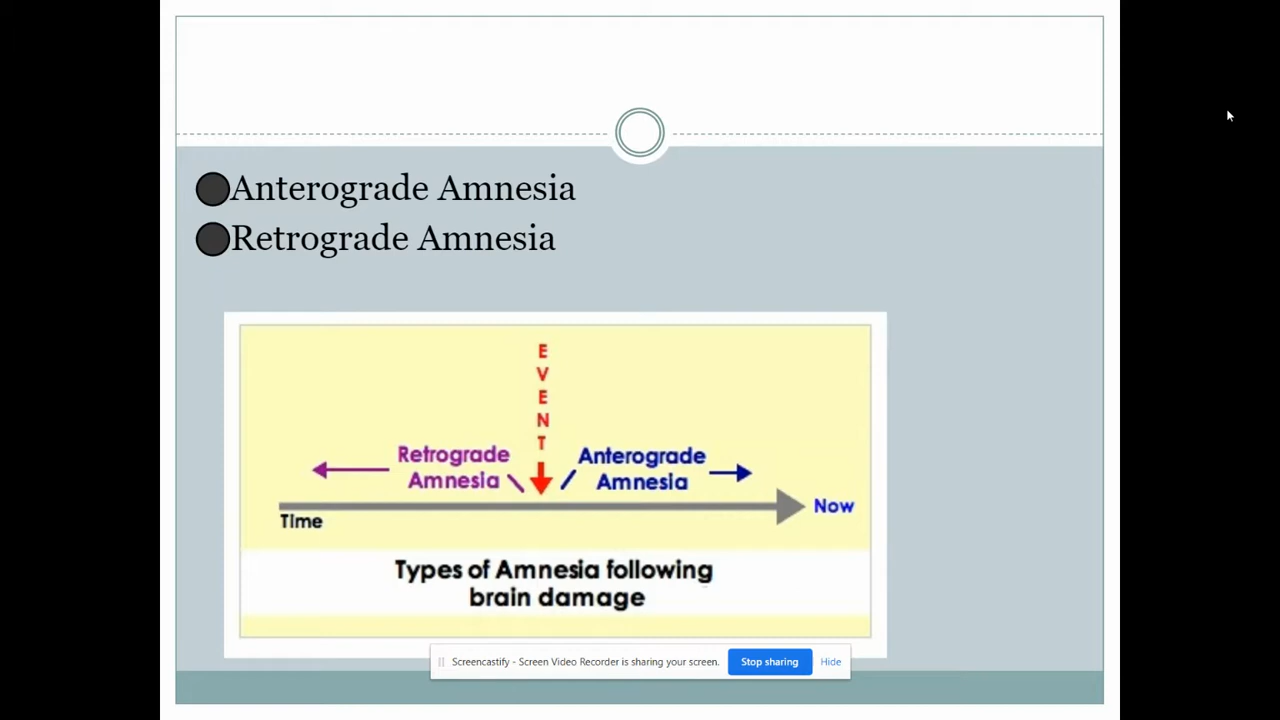 Anterograde Amnesia
Retrograde Amnesia
E
V
E
N
T
Retrograde
Amnesia
Anterograde
Amnesia
Time
Now
Types of Amnesia following
brain damage
Screencastify - Screen Video Recorder is sharing your screen. Stop sharing Hide